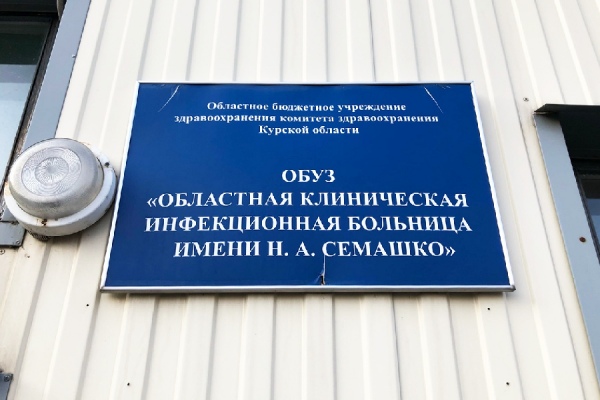 Областное бюджетное учреждение
здравоохранения комитета здравоохранения
Курской области
ОБУЗ
«ОБЛАСТНАЯ КЛИНИЧЕСКАЯ
ИНФЕКЦИОННАЯ БОЛЬНИЦА
ИМЕНИ Н. А. СЕМАШКО»